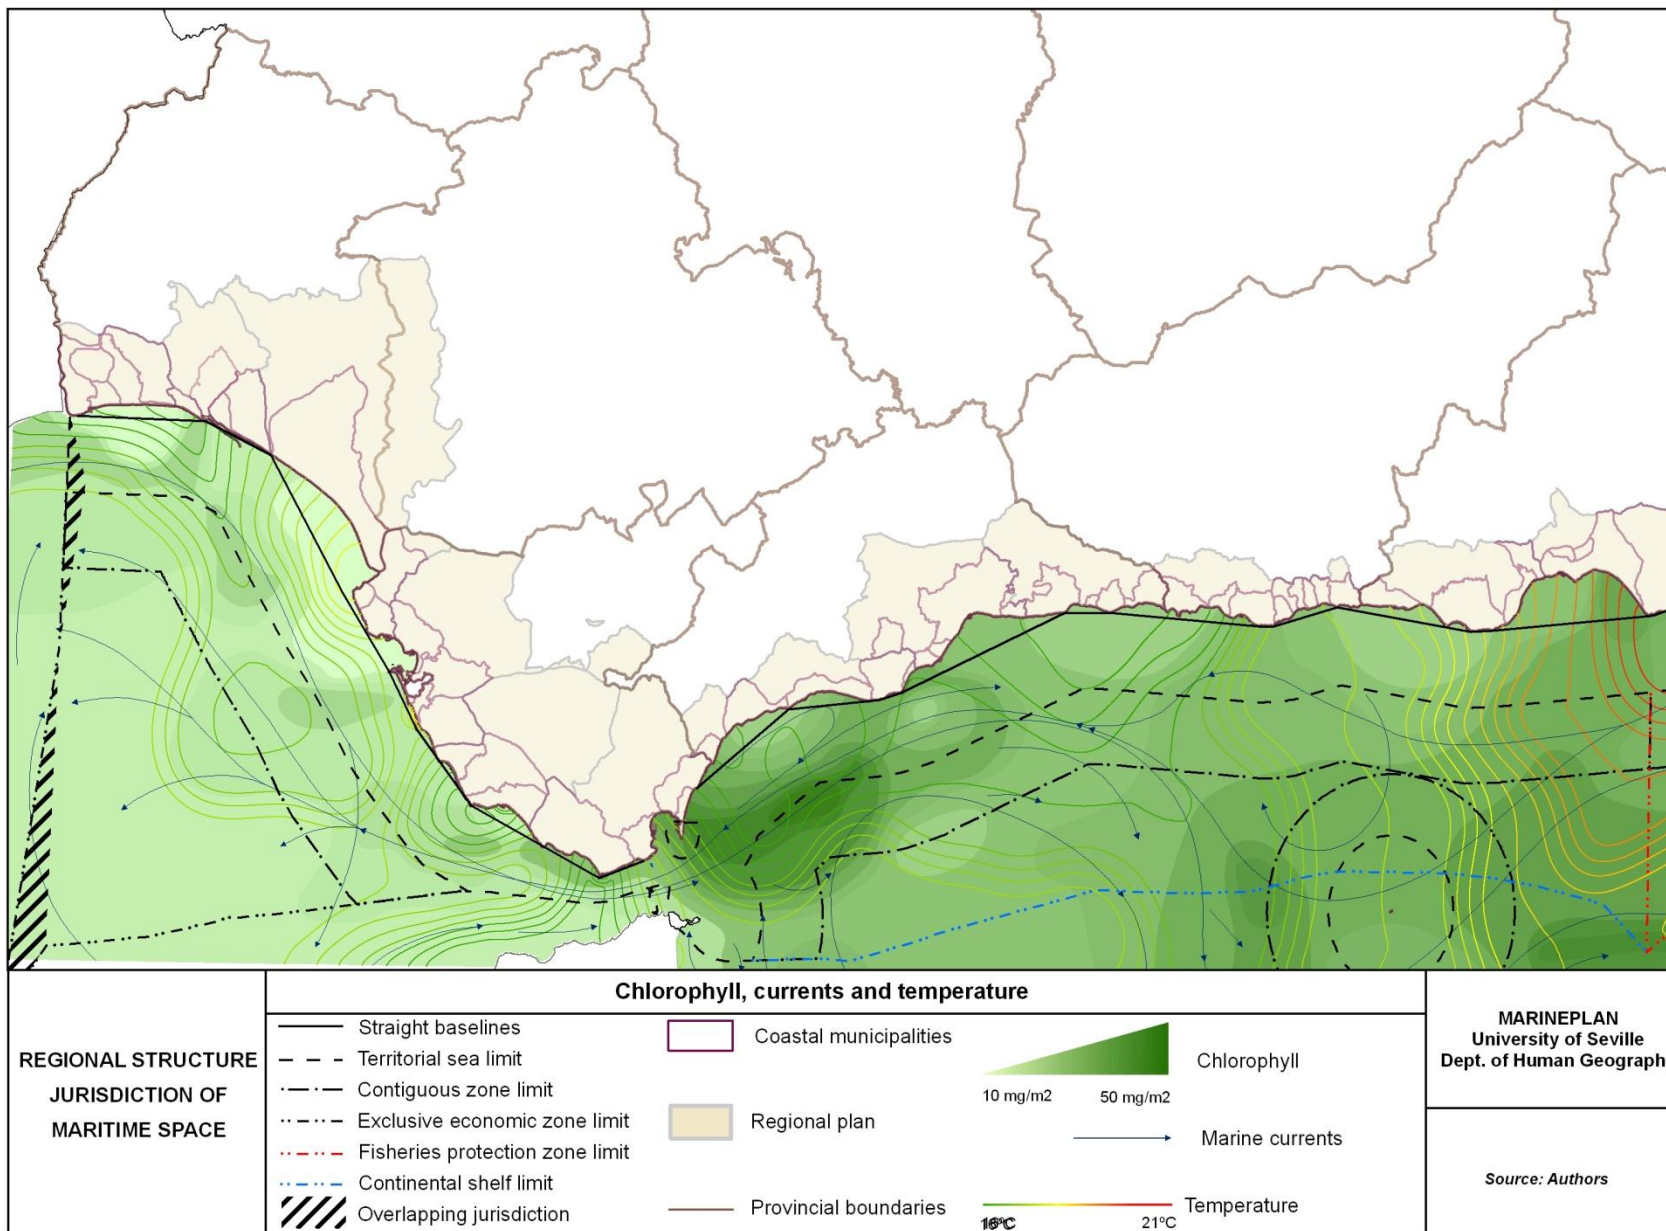 REGIONAL STRUCTURE
JURISDICTION OF
MARITIME SPACE
Chlorophyll, currents and temperature
Straight baselines
Territorial sea limit
Contiguous zone limit
Exclusive economic zone limit
Fisheries protection zone limit
Continental shelf limit
Overlapping jurisdiction
Coastal municipalities
Regional plan
Provincial boundaries
Chlorophyll
10 mg/m2 50 mg/m2
Marine currents
Temperature
21ºC
MARINEPLAN
University of Seville
Dept. of Human Geograph
Source: Authors